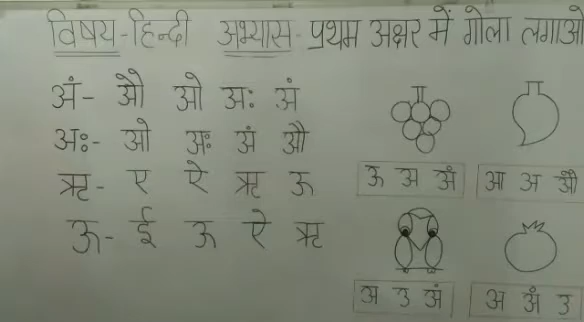 विषय-हिन्दी अभ्यास- प्रथम अक्षर में गोला लगाओ
अं- औ ओ अः अं
अः- ओ अः अं औ
ऋ- ए ऐ ऋ ऊ
ऊ- ई ऊ ऐ ऋ
ऊ अ अं
आ अ औ
अ उ अं
अ अं उ